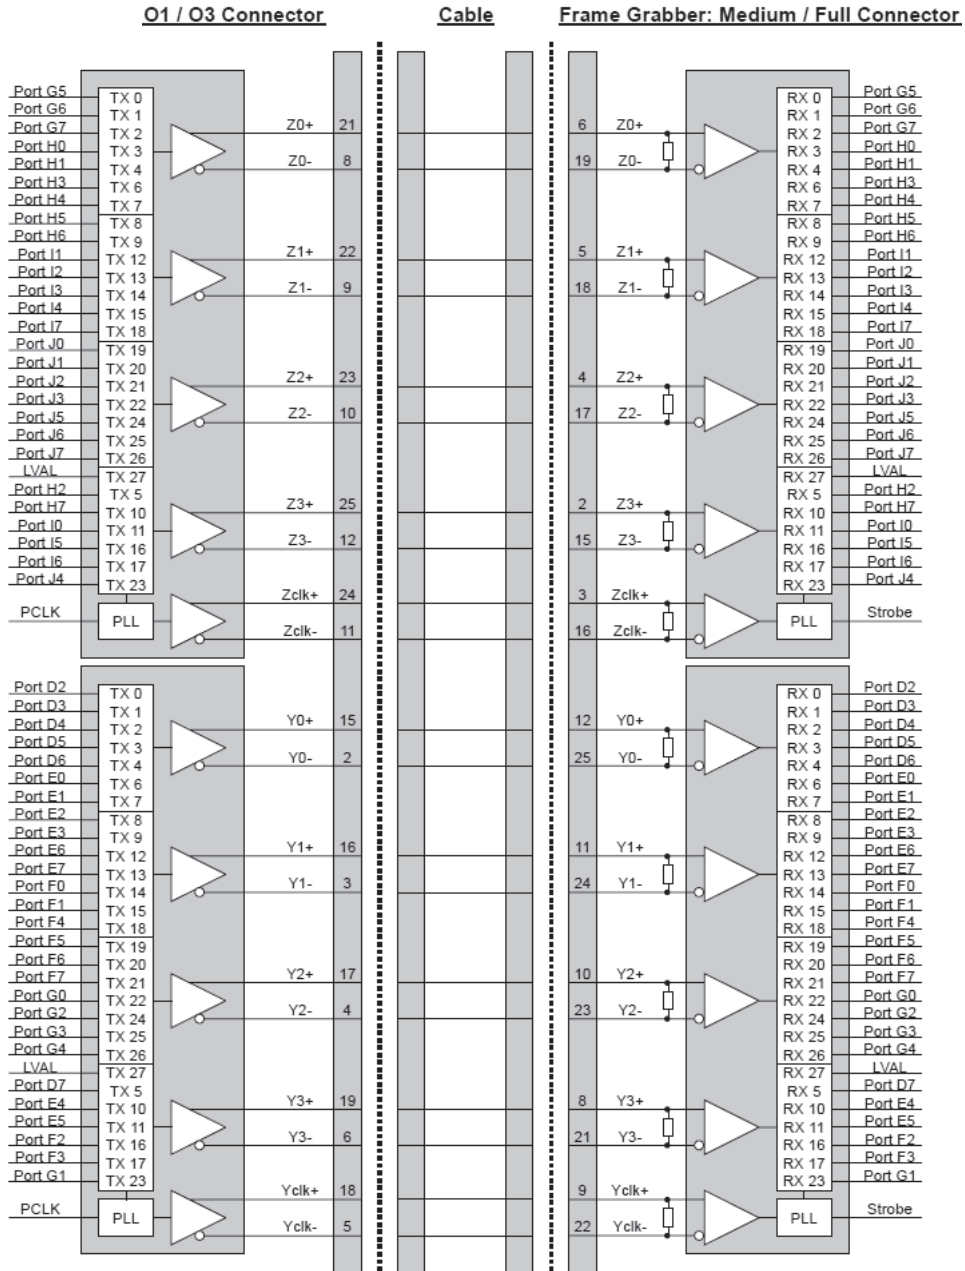 O1 / O3 Connector Cable Frame Grabber: Medium / Full Connector
Port G5 TX 0 RX 0 Port G5
Port G6 TX 1 RX 1 Port G6
Port G7 TX 2 Z0+ 21 6 Z0+ RX 2 Port G7
Port H0 TX 3 RX 3 Port H0
Port H1 TX 4 Z0- 8 19 Z0- RX 4 Port H1
Port H3 TX 6 RX 6 Port H3
Port H4 TX 7 RX 7 Port H4
Port H5 TX 8 RX 8 Port H5
Port H6 TX 9 RX 9 Port H6
Port I1 TX 12 Z1+ 22 5 Z1+ RX 12 Port I1
Port I2 TX 13 RX 13 Port I2
Port I3 TX 14 Z1- 9 18 Z1- RX 14 Port I3
Port I4 TX 15 RX 15 Port I4
Port I7 TX 18 RX 18 Port I7
Port J0 TX 19 RX 19 Port J0
Port J1 TX 20 RX 20 Port J1
Port J2 TX 21 Z2+ 23 4 Z2+ RX 21 Port J2
Port J3 TX 22 RX 22 Port J3
Port J5 TX 24 Z2- 10 17 Z2- RX 24 Port J5
Port J6 TX 25 RX 25 Port J6
Port J7 TX 26 RX 26 Port J7
LVAL TX 27 RX 27 LVAL
Port H2 TX 5 RX 5 Port H2
Port H7 TX 10 Z3+ 25 2 Z3+ RX 10 Port H7
Port I0 TX 11 RX 11 Port I0
Port I5 TX 16 Z3- 12 15 Z3- RX 16 Port I5
Port I6 TX 17 RX 17 Port I6
Port J4 TX 23 RX 23 Port J4
Zclk+ 24 3 Zclk+
PCLK PLL PLL Strobe
Zclk- 11 16 Zclk-
Port D2 TX 0 RX 0 Port D2
Port D3 TX 1 RX 1 Port D3
Port D4 TX 2 Y0+ 15 12 Y0+ RX 2 Port D4
Port D5 TX 3 RX 3 Port D5
Port D6 TX 4 Y0- 2 25 Y0- RX 4 Port D6
Port E0 TX 6 RX 6 Port E0
Port E1 TX 7 RX 7 Port E1
Port E2 TX 8 RX 8 Port E2
Port E3 TX 9 RX 9 Port E3
Port E6 TX 12 Y1+ 16 11 Y1+ RX 12 Port E6
Port E7 TX 13 RX 13 Port E7
Port F0 TX 14 Y1- 3 24 Y1- RX 14 Port F0
Port F1 TX 15 RX 15 Port F1
Port F4 TX 18 RX 18 Port F4
Port F5 TX 19 RX 19 Port F5
Port F6 TX 20 RX 20 Port F6
Port F7 TX 21 Y2+ 17 10 Y2+ RX 21 Port F7
Port G0 TX 22 RX 22 Port G0
Port G2 TX 24 Y2- 4 23 Y2- RX 24 Port G2
Port G3 TX 25 RX 25 Port G3
Port G4 TX 26 RX 26 Port G4
LVAL TX 27 RX 27 LVAL
Port D7 TX 5 RX 5 Port D7
Port E4 TX 10 Y3+ 19 8 Y3+ RX 10 Port E4
Port E5 TX 11 RX 11 Port E5
Port F2 TX 16 Y3- 6 21 Y3- RX 16 Port F2
Port F3 TX 17 RX 17 Port F3
Port G1 TX 23 RX 23 Port G1
Yclk+ 18 9 Yclk+
PCLK PLL PLL Strobe
Yclk- 5 22 Yclk-